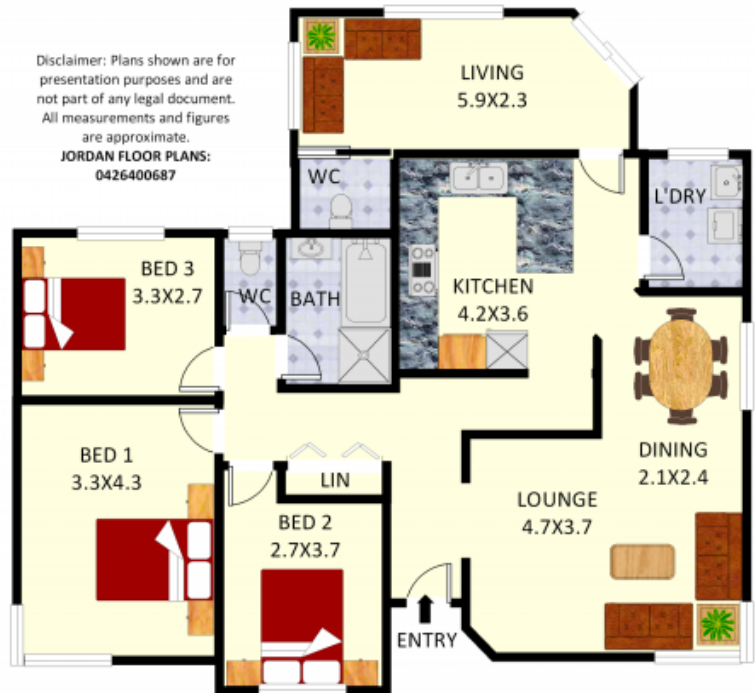 Disclaimer: Plans shown are for
presentation purposes and are
not part of any legal document.
All measurements and figures
are approximate.
JORDAN FLOOR PLANS:
0426400687
LIVING
5.9X2.3
WC
L'DRY
BED 3
3.3X2.7
WC
BATH
KITCHEN
4.2X3.6
BED 1
3.3X4.3
LIN
DINING
2.1X2.4
BED 2
2.7X3.7
LOUNGE
4.7X3.7
ENTRY